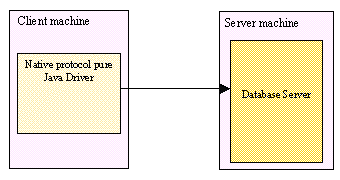 Client machine
Native protocol pure
Java Driver
Server machine
Database Server